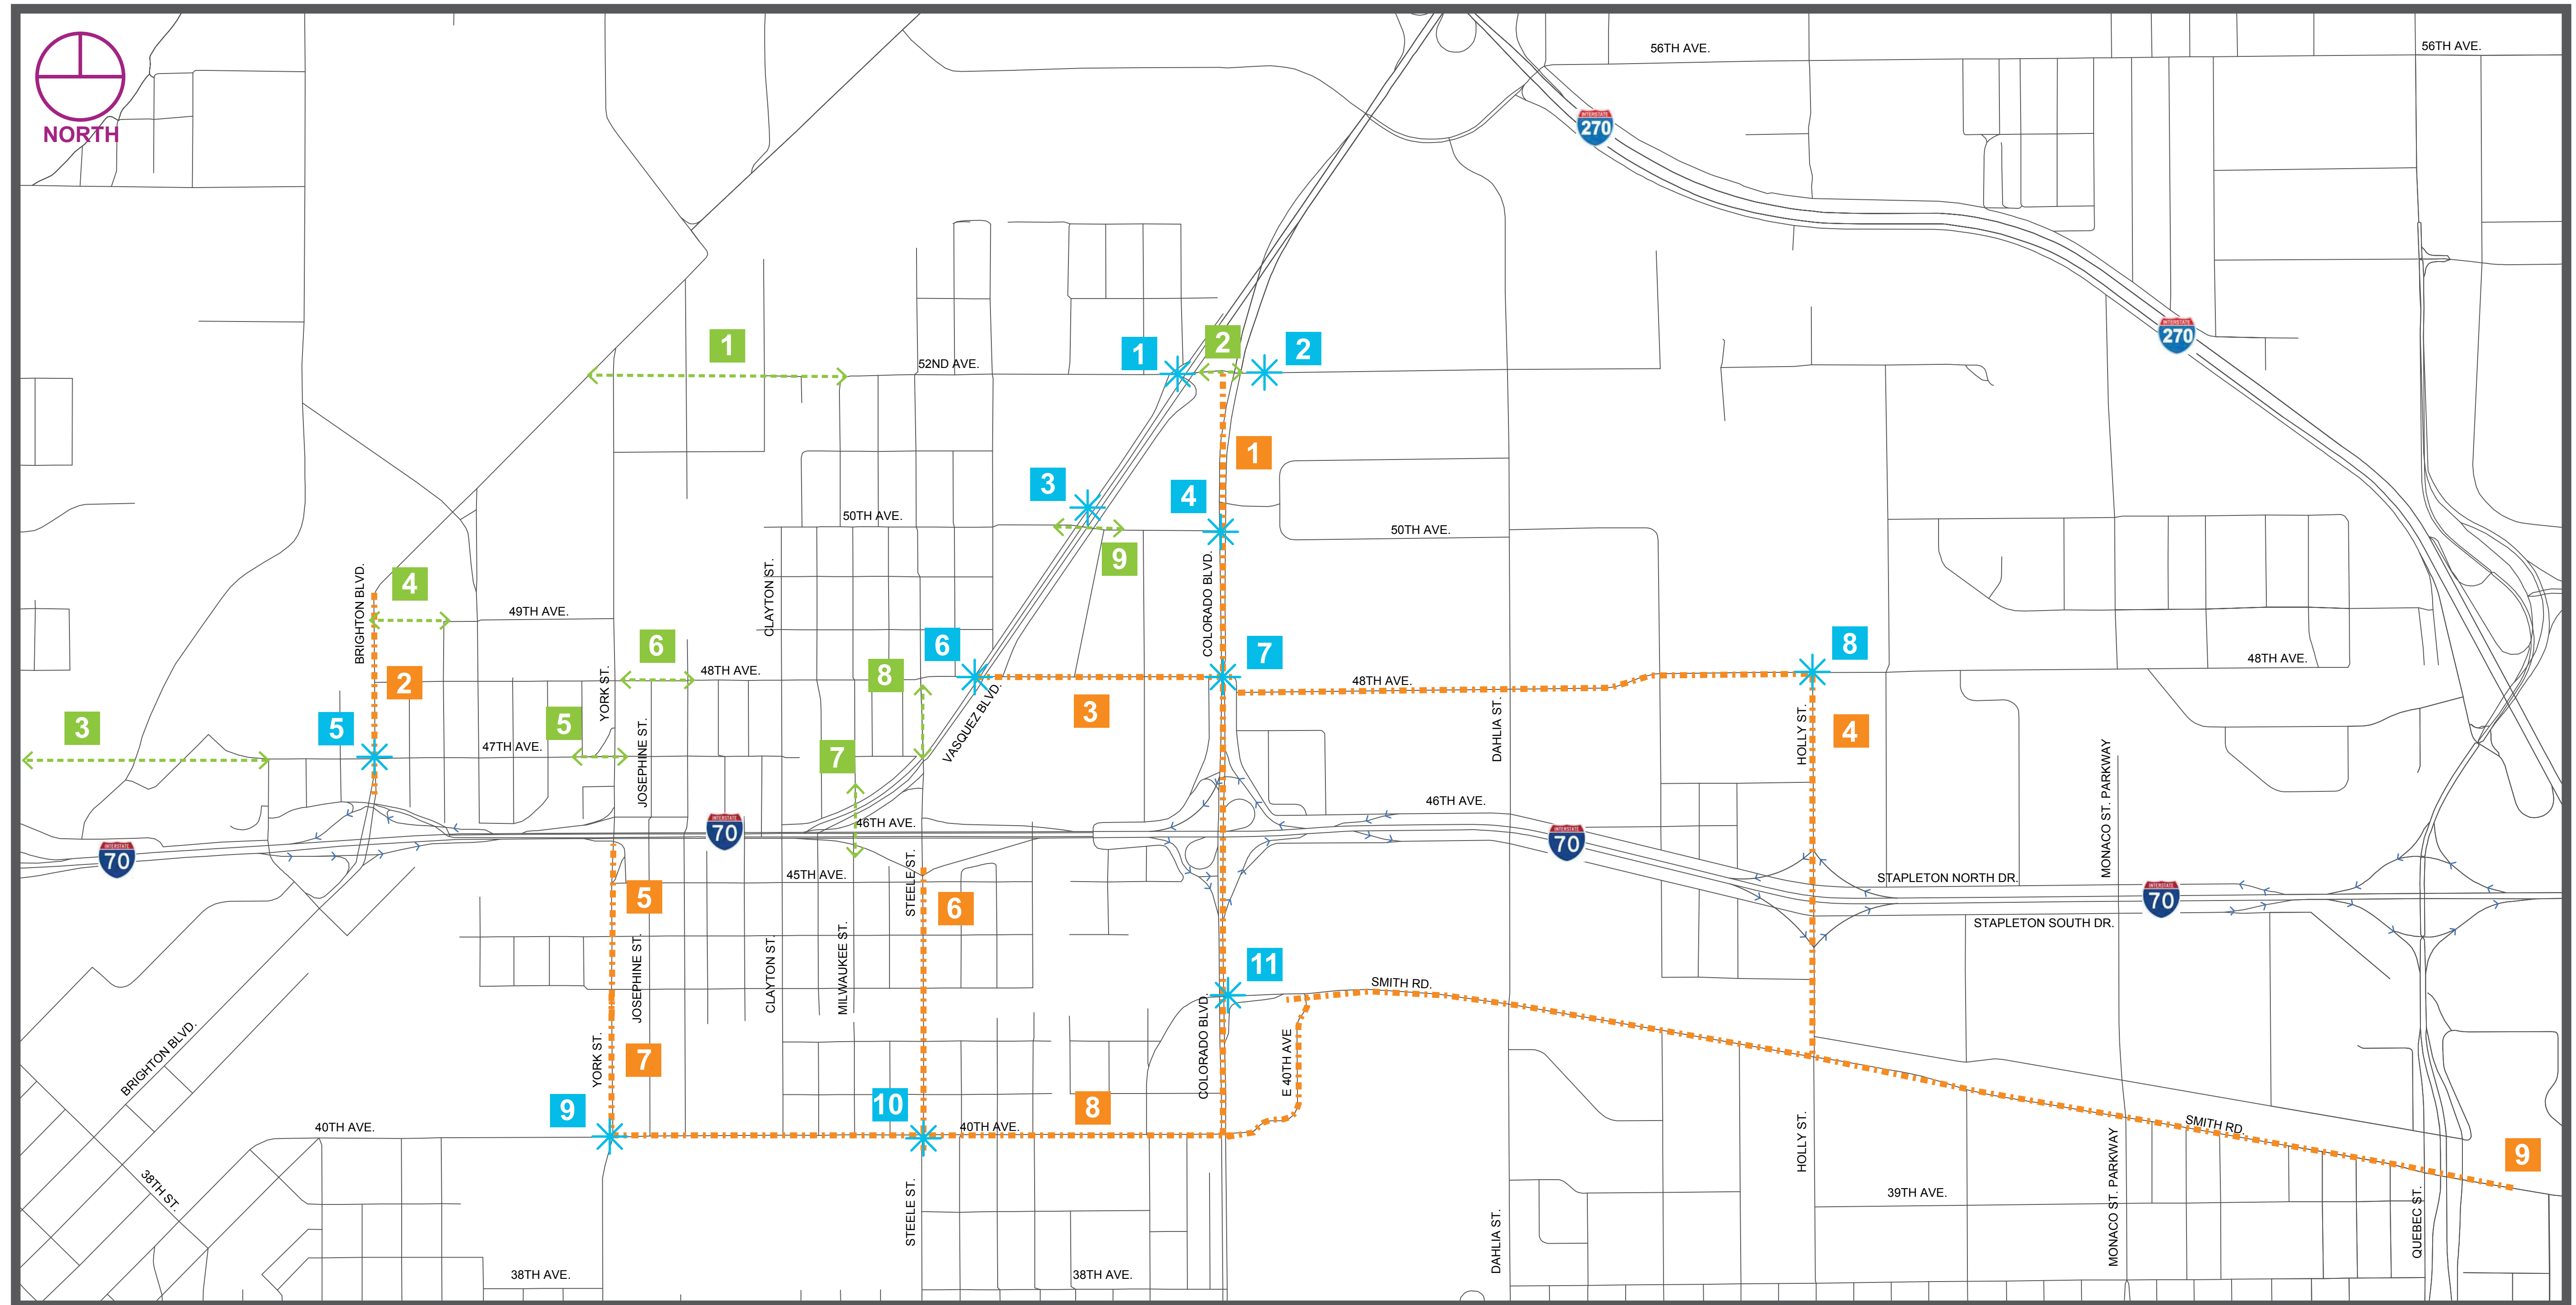 56TH AVE.
56TH AVE.
INTERSTATE
270
NORTH
INTERSTATE
270
1
2
1
2
52ND AVE.
1
3
4
50TH AVE.
50TH AVE.
9
BRIGHTON BLVD.
4
49TH AVE.
CLAYTON ST.
COLORADO BLVD.
6
6
7
8
2
48TH AVE.
8
48TH AVE.
48TH AVE.
YORK ST.
3
5
5
3
4
47TH AVE.
JOSEPHINE ST.
7
VASQUEZ BLVD.
DAHLIA ST.
HOLLY ST.
MONACO ST. PARKWAY
46TH AVE.
46TH AVE.
INTERSTATE
70
INTERSTATE
70
INTERSTATE
70
45TH AVE.
STEELE ST.
STAPLETON NORTH DR.
INTERSTATE
70
5
6
STAPLETON SOUTH DR.
JOSEPHINE ST.
CLAYTON ST.
MILWAUKEE ST.
11
SMITH RD.
COLORADO BLVD.
E 40TH AVE
YORK ST.
7
BRIGHTON BLVD.
9
10
8
40TH AVE.
40TH AVE.
SMITH RD.
HOLLY ST.
MONACO ST. PARKWAY
9
38TH ST.
STEELE ST.
39TH AVE.
QUEBEC ST.
DAHLIA ST.
38TH AVE.
38TH AVE.